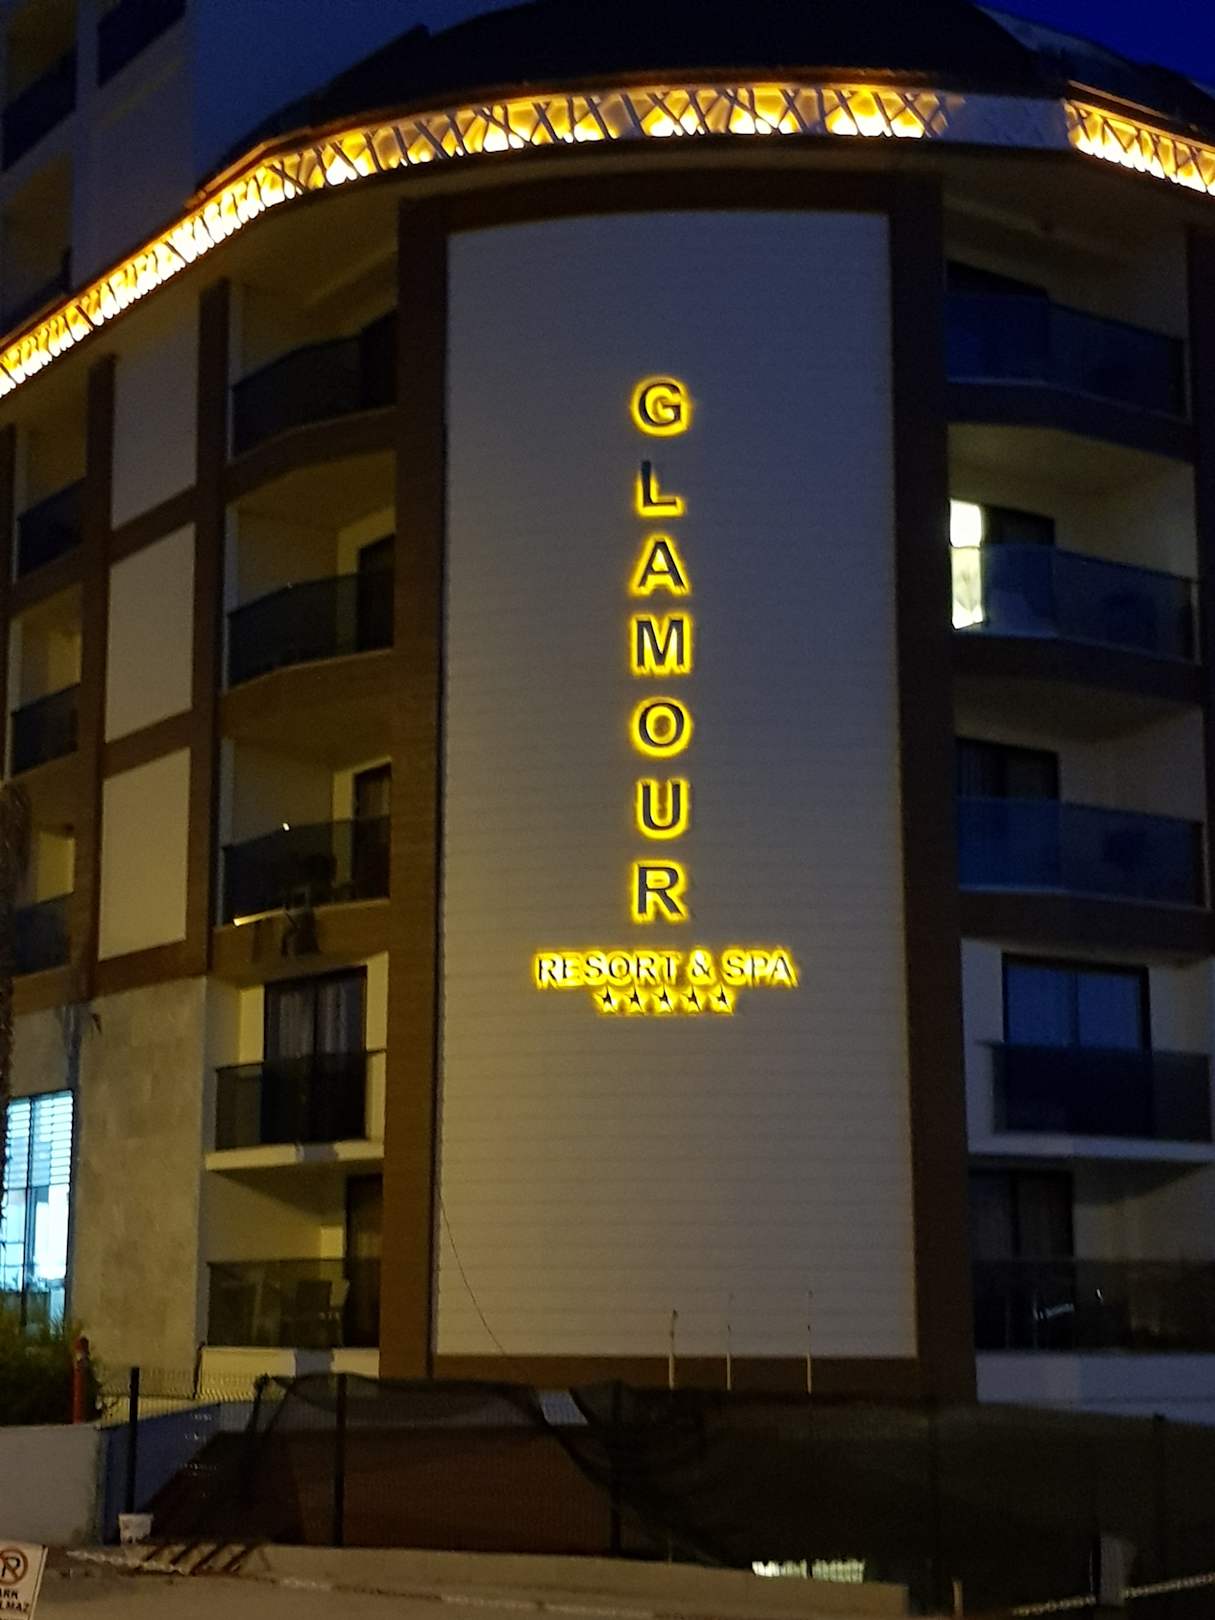 GLAMOUR
RESORT & SPA
★★★★★